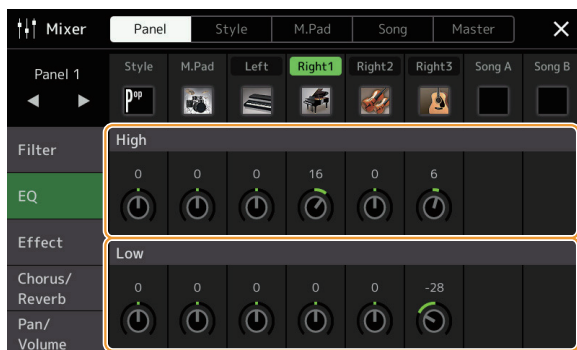 Mixer Panel Style M.Pad Song Master
Panel 1 Style M.Pad Left Right1 Right2 Right3 Song A Song B
Pop
Filter
High
0 0 0 16 0 6
EQ
Effect
Low
Chorus/
Reverb
0 0 0 0 0 -28
Pan/
Volume